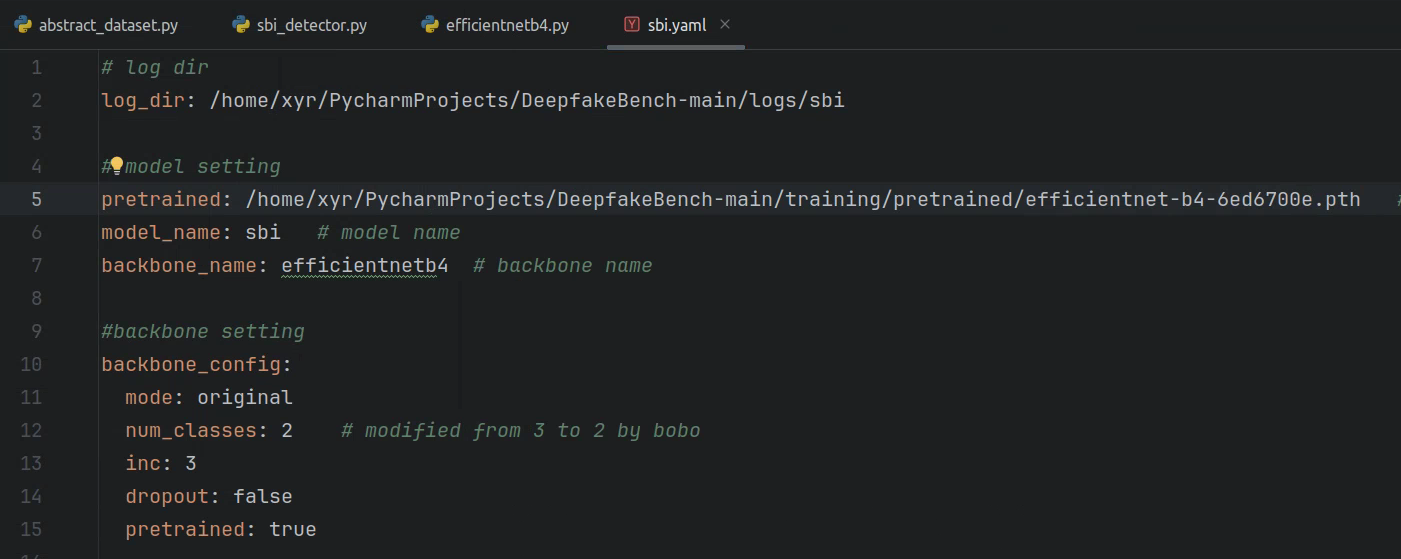 abstract_dataset.py sbi_detector.py efficientnetb4.py sbi.yaml
1 # log dir
2 log_dir: /home/xyr/PycharmProjects/DeepfakeBench-main/logs/sbi
3
4 # model setting
5 pretrained: /home/xyr/PycharmProjects/DeepfakeBench-main/training/pretrained/efficientnet-b4-6ed6700e.pth #
6 model_name: sbi # model name
7 backbone_name: efficientnetb4 # backbone name
8
9 #backbone setting
10 backbone_config:
11 mode: original
12 num_classes: 2 # modified from 3 to 2 by bobo
13 inc: 3
14 dropout: false
15 pretrained: true